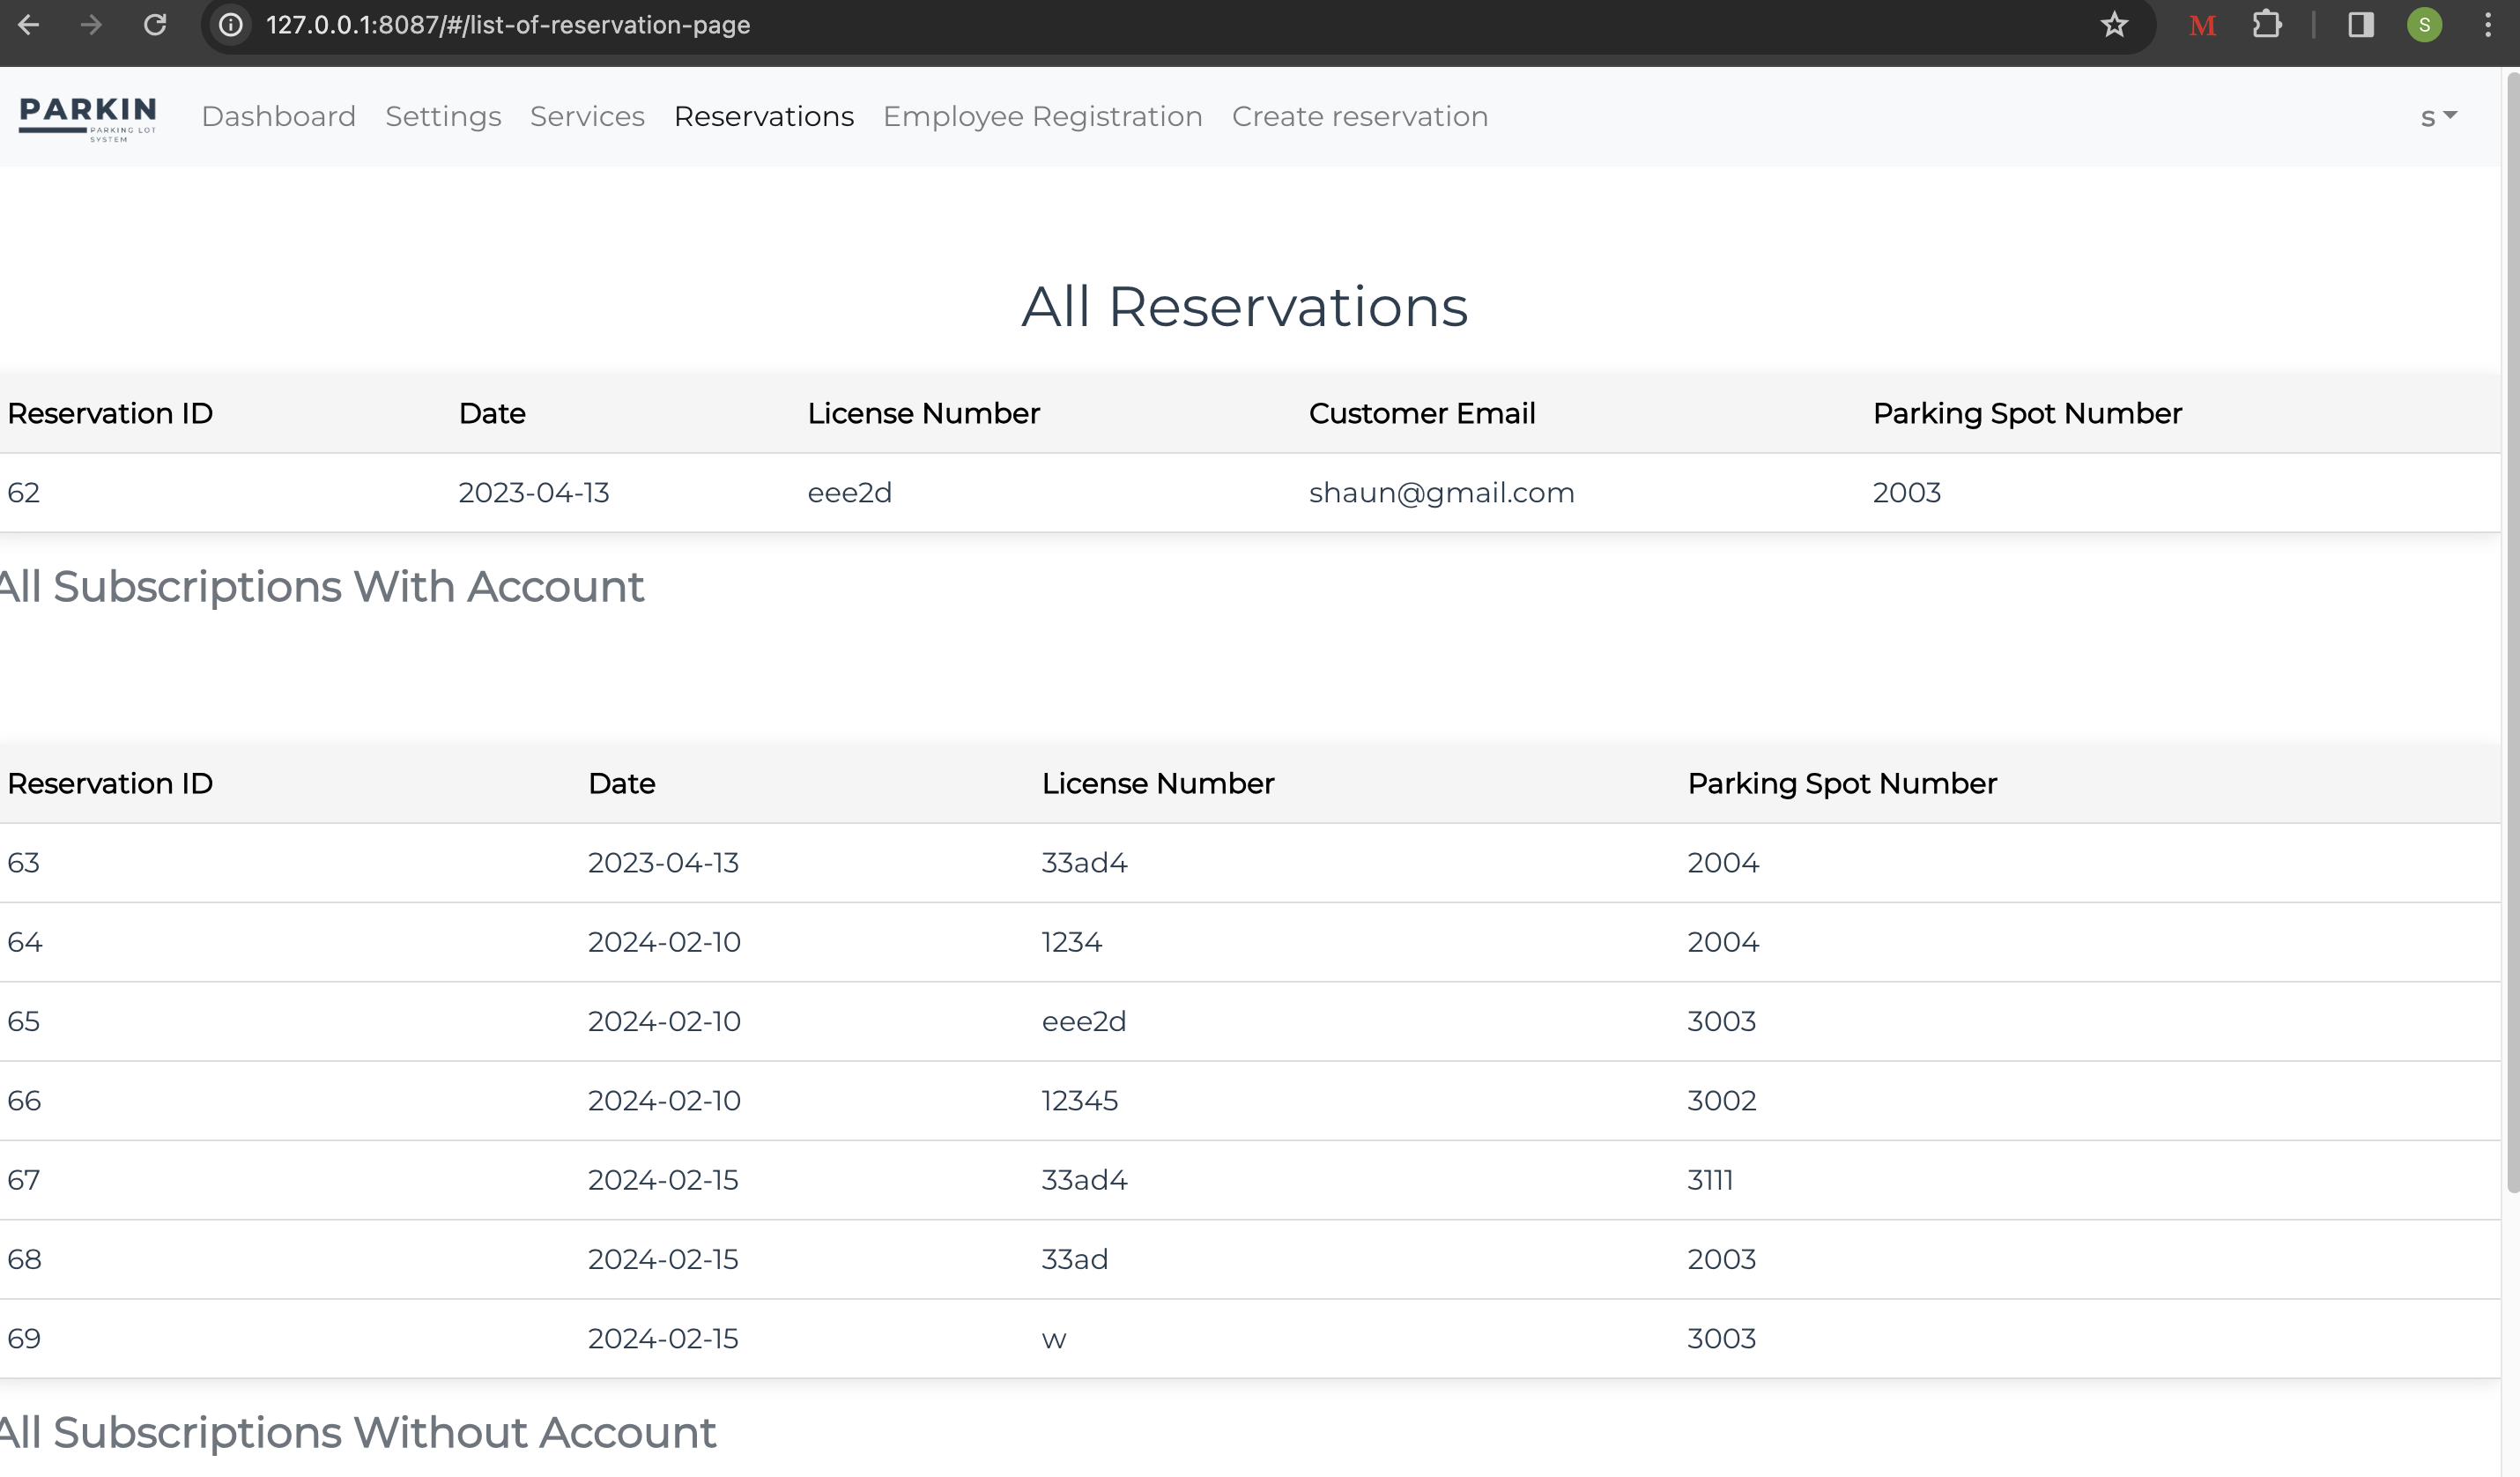 127.0.0.1:8087/#/list-of-reservation-page
M
S
PARKIN
PARKING LOT
SYSTEM
Dashboard Settings Services Reservations Employee Registration Create reservation s
All Reservations
Reservation ID Date License Number Customer Email Parking Spot Number
62 2023-04-13 eee2d shaun@gmail.com 2003
All Subscriptions With Account
Reservation ID Date License Number Parking Spot Number
63 2023-04-13 33ad4 2004
64 2024-02-10 1234 2004
65 2024-02-10 eee2d 3003
66 2024-02-10 12345 3002
67 2024-02-15 33ad4 3111
68 2024-02-15 33ad 2003
69 2024-02-15 w 3003
All Subscriptions Without Account